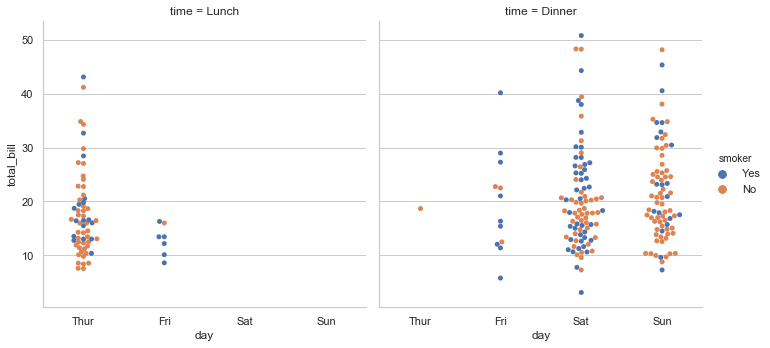 time = Lunch
time = Dinner
50
40
30
20
10
total_bill
Thur Fri Sat Sun
day
Thur Fri Sat Sun
day
smoker
Yes
No